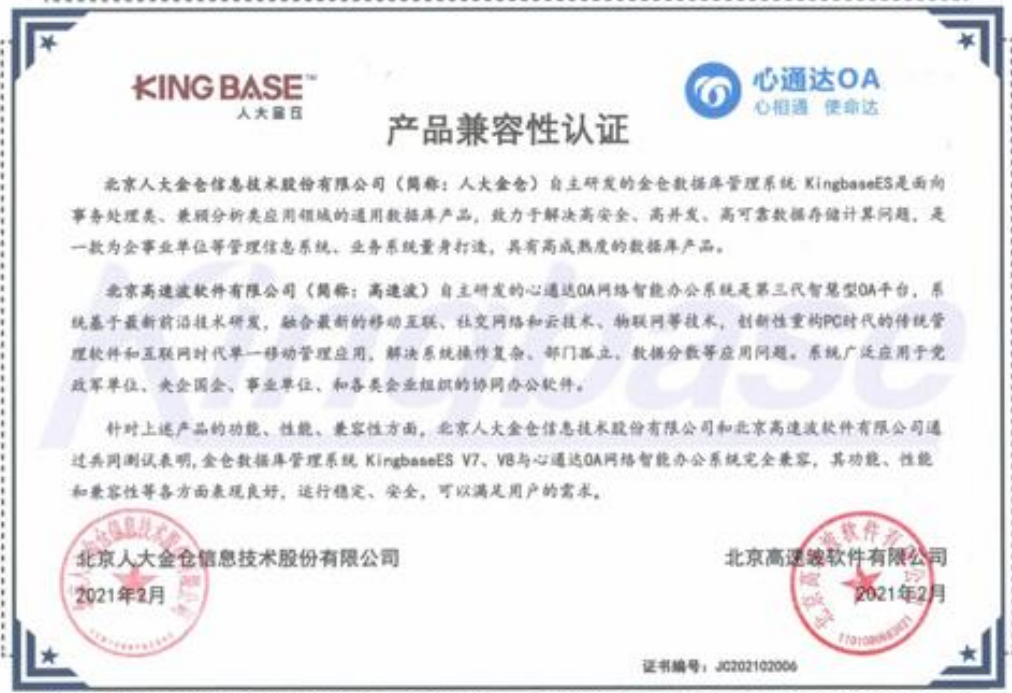 KINGBASE™
人大金仓
心通达OA
心相通 使命达
产品兼容性认证
北京人大金仓信息技术股份有限公司（简称：人大金仓）自主研发的金仓数据库管理系统 KingbaseES是面向
事务处理类、兼顾分析类应用领域的通用数据库产品，致力于解决高安全、高并发、高可靠数据存储计算问题，是
一款为企事业单位等管理信息系统、业务系统量身打造，具有高成熟度的数据库产品。
北京高速波软件有限公司（简称：高速波）自主研发的心通达OA网络智能办公系统是第三代智慧型OA平台，系
统基于最新前沿技术研发，融合最新的移动互联、社交网络和云技术、物联网等技术，创新性重构PC时代的传统管
理软件和互联网时代单一移动管理应用，解决系统操作复杂、部门孤立、数据分散等应用问题。系统广泛应用于党
政军单位、央企国企、事业单位、和各类企业组织的协同办公软件。
针对上述产品的功能、性能、兼容性方面，北京人大金仓信息技术股份有限公司和北京高速波软件有限公司通
过共同测试表明,金仓数据库管理系统 KingbaseES V7、V8与心通达OA网络智能办公系统完全兼容，其功能、性能
和兼容性等各方面表现良好，运行稳定、安全，可以满足用户的需求。
Kingbase
北京人大金仓信息技术股份有限公司
2021年2月
北京高速波软件有限公司
2021年2月
证书编号：JC202102006